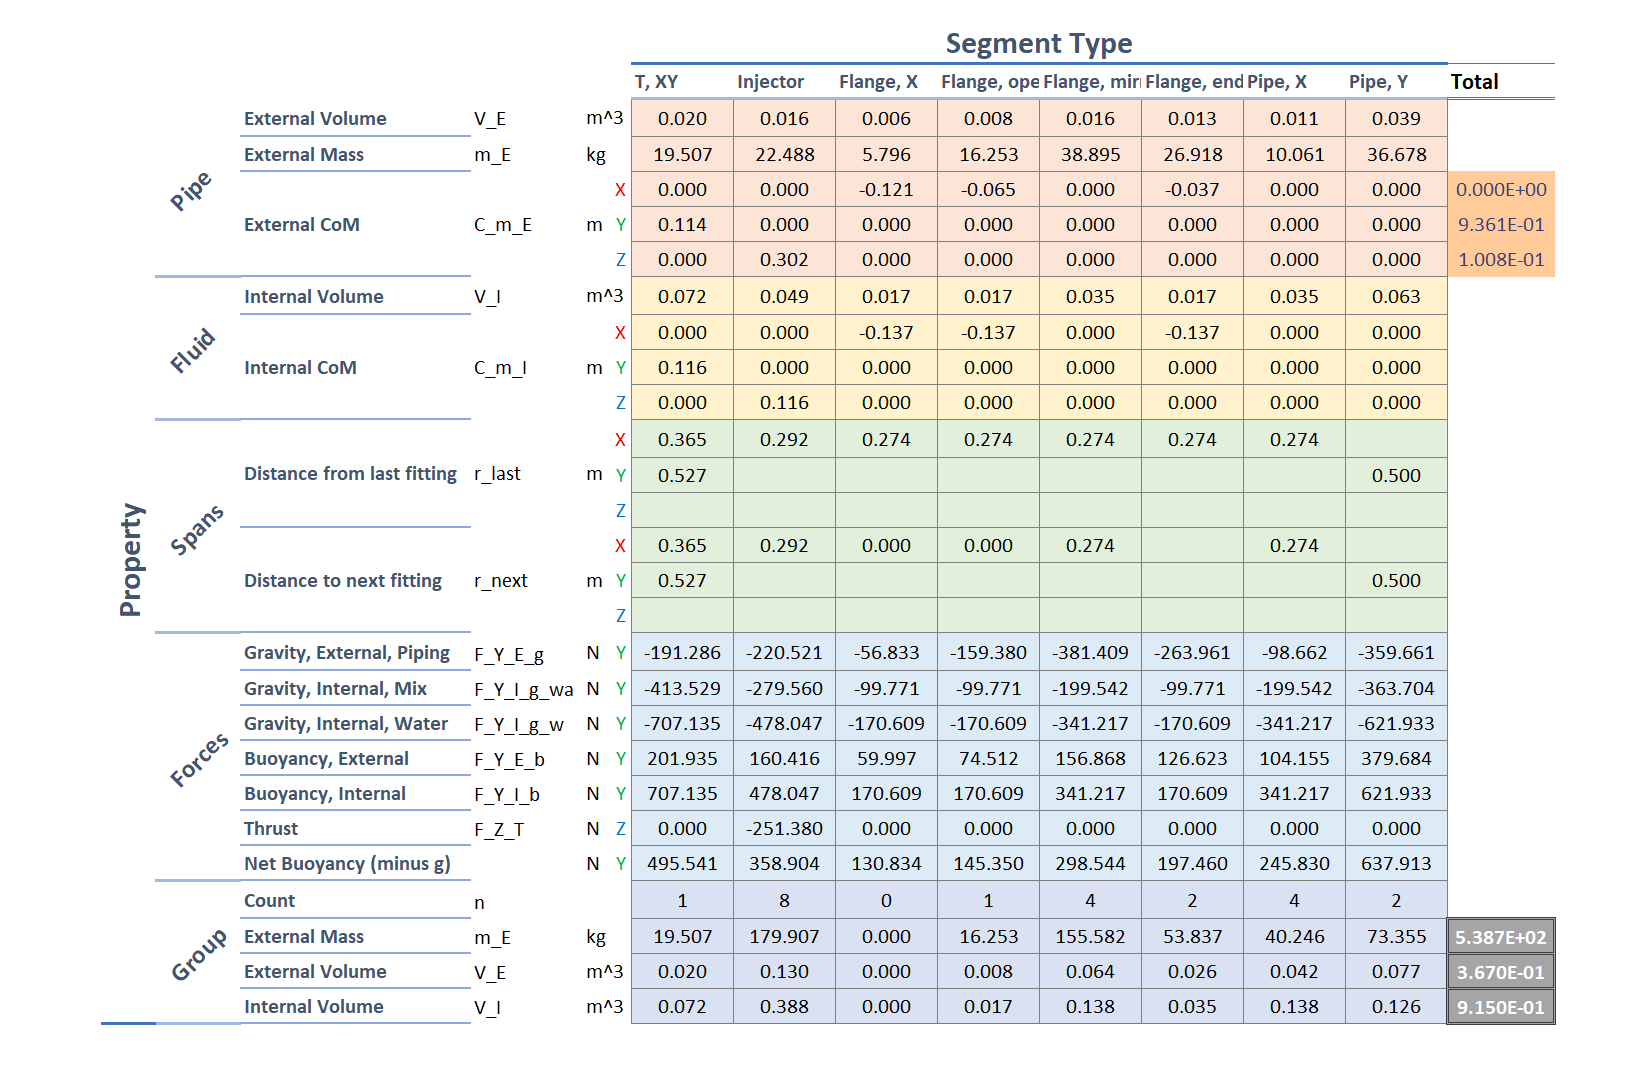 Segment Type
T, XY Injector Flange, X Flange, ope Flange, mir Flange, end Pipe, X Pipe, Y Total
Property
Pipe
External Volume V_E m^3 0.020 0.016 0.006 0.008 0.016 0.013 0.011 0.039
External Mass m_E kg 19.507 22.488 5.796 16.253 38.895 26.918 10.061 36.678
X 0.000 0.000 -0.121 -0.065 0.000 -0.037 0.000 0.000 0.000E+00
External CoM C_m_E m Y 0.114 0.000 0.000 0.000 0.000 0.000 0.000 0.000 9.361E-01
Z 0.000 0.302 0.000 0.000 0.000 0.000 0.000 0.000 1.008E-01
Fluid
Internal Volume V_I m^3 0.072 0.049 0.017 0.017 0.035 0.017 0.035 0.063
X 0.000 0.000 -0.137 -0.137 0.000 -0.137 0.000 0.000
Internal CoM C_m_I m Y 0.116 0.000 0.000 0.000 0.000 0.000 0.000 0.000
Z 0.000 0.116 0.000 0.000 0.000 0.000 0.000 0.000
Spans
X 0.365 0.292 0.274 0.274 0.274 0.274 0.274
Distance from last fitting r_last m Y 0.527 0.500
Z
X 0.365 0.292 0.000 0.000 0.274 0.274
Distance to next fitting r_next m Y 0.527 0.500
Z
Forces
Gravity, External, Piping F_Y_E_g N Y -191.286 -220.521 -56.833 -159.380 -381.409 -263.961 -98.662 -359.661
Gravity, Internal, Mix F_Y_I_g_wa N Y -413.529 -279.560 -99.771 -99.771 -199.542 -99.771 -199.542 -363.704
Gravity, Internal, Water F_Y_I_g_w N Y -707.135 -478.047 -170.609 -170.609 -341.217 -170.609 -341.217 -621.933
Buoyancy, External F_Y_E_b N Y 201.935 160.416 59.997 74.512 156.868 126.623 104.155 379.684
Buoyancy, Internal F_Y_I_b N Y 707.135 478.047 170.609 170.609 341.217 170.609 341.217 621.933
Thrust F_Z_T N Z 0.000 -251.380 0.000 0.000 0.000 0.000 0.000 0.000
Net Buoyancy (minus g) N Y 495.541 358.904 130.834 145.350 298.544 197.460 245.830 637.913
Group
Count n 1 8 0 1 4 2 4 2
External Mass m_E kg 19.507 179.907 0.000 16.253 155.582 53.837 40.246 73.355 5.387E+02
External Volume V_E m^3 0.020 0.130 0.000 0.008 0.064 0.026 0.042 0.077 3.670E-01
Internal Volume V_I m^3 0.072 0.388 0.000 0.017 0.138 0.035 0.138 0.126 9.150E-01